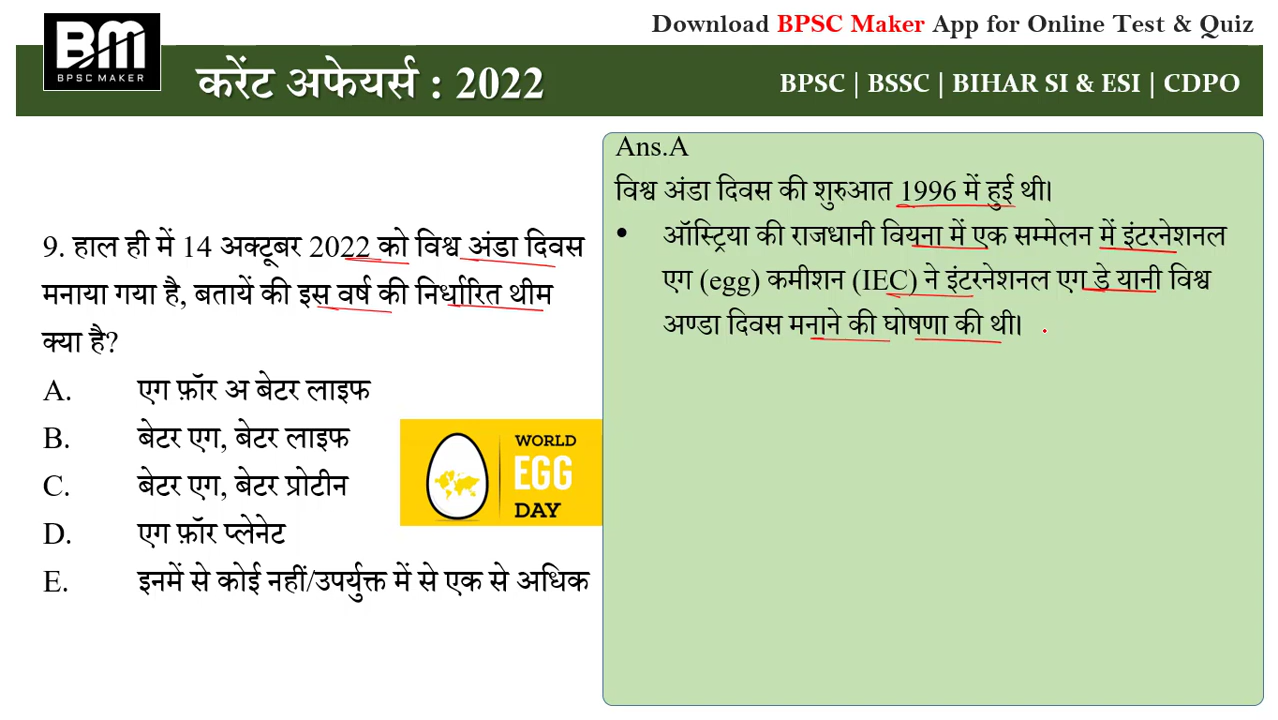 Download BPSC Maker App for Online Test & Quiz
BM
BPSC MAKER
करेंट अफेयर्स : 2022
BPSC | BSSC | BIHAR SI & ESI | CDPO
9. हाल ही में 14 अक्टूबर 2022 को विश्व अंडा दिवस
मनाया गया है, बतायें की इस वर्ष की निर्धारित थीम
क्या है?
A. एग फ़ॉर अ बेटर लाइफ
B. बेटर एग, बेटर लाइफ
C. बेटर एग, बेटर प्रोटीन
D. एग फ़ॉर प्लेनेट
E. इनमें से कोई नहीं/उपर्युक्त में से एक से अधिक
WORLD
EGG
DAY
Ans.A
विश्व अंडा दिवस की शुरुआत 1996 में हुई थी।
• ऑस्ट्रिया की राजधानी वियना में एक सम्मेलन में इंटरनेशनल
एग (egg) कमीशन (IEC) ने इंटरनेशनल एग डे यानी विश्व
अण्डा दिवस मनाने की घोषणा की थी।